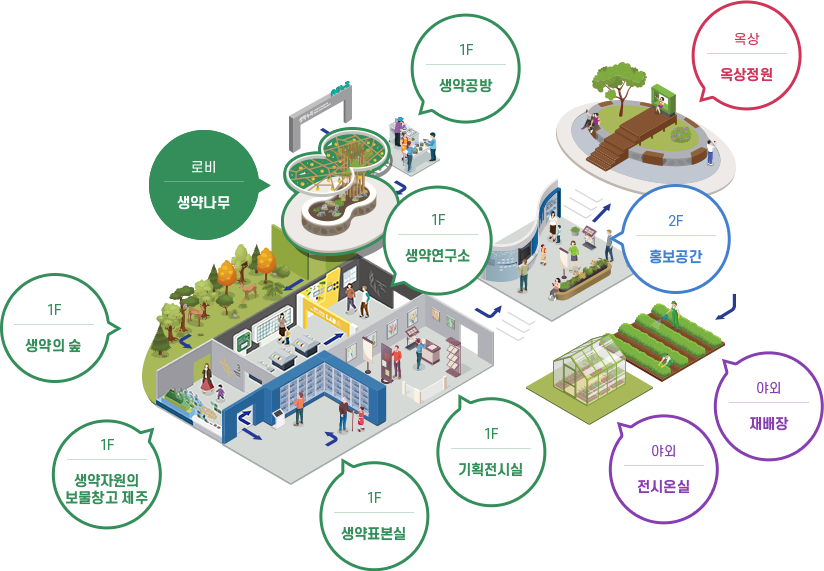 1F
생약공방
옥상
옥상정원
로비
생약나무
1F
생약연구소
2F
홍보공간
1F
생약의 숲
야외
재배장
1F
생약자원의
보물창고 제주
1F
기획전시실
야외
전시온실
1F
생약표본실